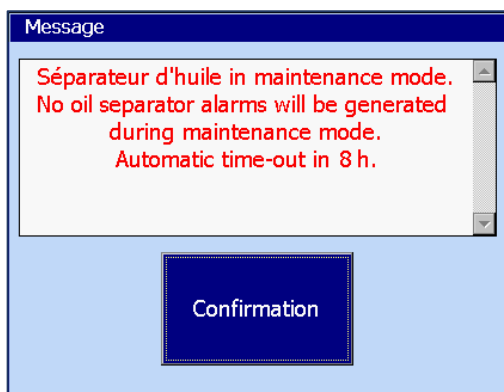 Message
Séparateur d'huile in maintenance mode.
No oil separator alarms will be generated
during maintenance mode.
Automatic time-out in 8 h.
Confirmation